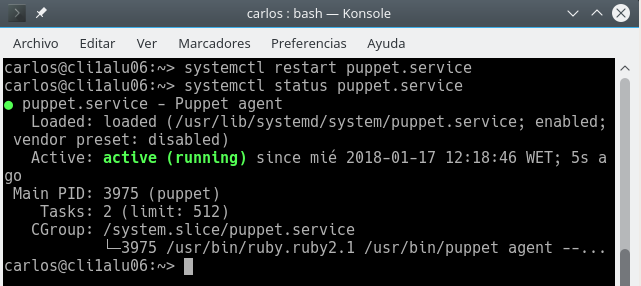 carlos : bash — Konsole
Archivo Editar Ver Marcadores Preferencias Ayuda
carlos@cli1alu06:~> systemctl restart puppet.service
carlos@cli1alu06:~> systemctl status puppet.service
● puppet.service - Puppet agent
   Loaded: loaded (/usr/lib/systemd/system/puppet.service; enabled;
 vendor preset: disabled)
   Active: active (running) since mié 2018-01-17 12:18:46 WET; 5s a
go
 Main PID: 3975 (puppet)
    Tasks: 2 (limit: 512)
   CGroup: /system.slice/puppet.service
           └─3975 /usr/bin/ruby.ruby2.1 /usr/bin/puppet agent --...
carlos@cli1alu06:~>